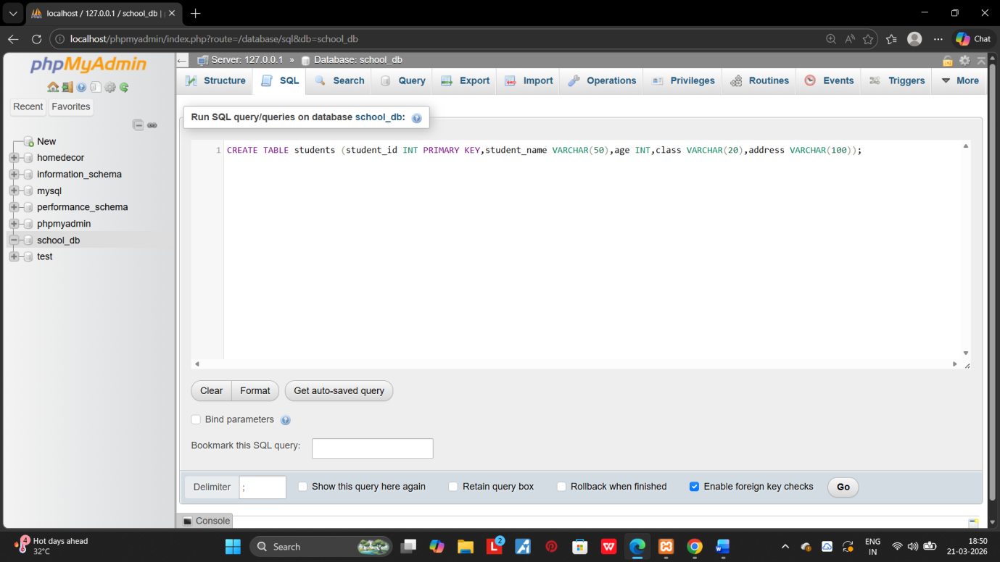 localhost / 127.0.0.1 / school_db |
localhost/phpmyadmin/index.php?route=/database/sql&db=school_db
Chat
phpMyAdmin
Recent Favorites
New
homedecor
information_schema
mysql
performance_schema
phpmyadmin
school_db
test
Server: 127.0.0.1 » Database: school_db
Structure SQL Search Query Export Import Operations Privileges Routines Events Triggers More
Run SQL query/queries on database school_db:
1 CREATE TABLE students (student_id INT PRIMARY KEY,student_name VARCHAR(50),age INT,class VARCHAR(20),address VARCHAR(100));
Clear Format Get auto-saved query
Bind parameters
Bookmark this SQL query:
Delimiter ; Show this query here again Retain query box Rollback when finished Enable foreign key checks Go
Console
4 Hot days ahead
32°C
Search
2
ENG
IN
18:50
21-03-2026